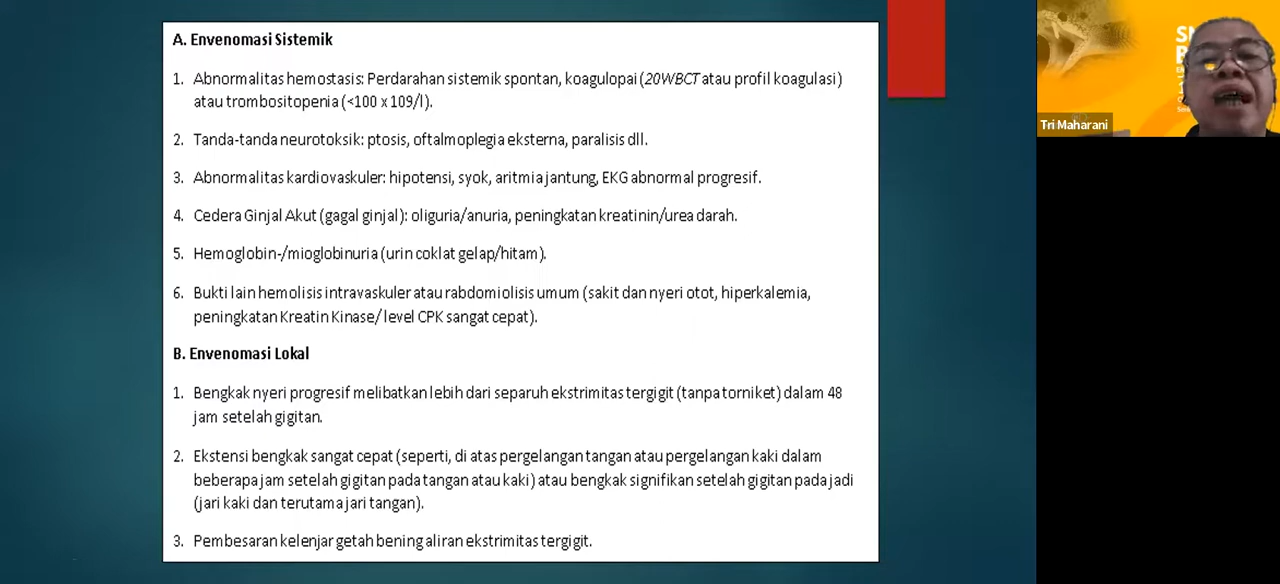 A. Envenomasi Sistemik
1. Abnormalitas hemostasis: Perdarahan sistemik spontan, koagulopai (20WBCT atau profil koagulasi)
atau trombositopenia (<100 x 109/l).
2. Tanda-tanda neurotoksik: ptosis, oftalmoplegia eksterna, paralisis dll.
3. Abnormalitas kardiovaskuler: hipotensi, syok, aritmia jantung, EKG abnormal progresif.
4. Cedera Ginjal Akut (gagal ginjal): oliguria/anuria, peningkatan kreatinin/urea darah.
5. Hemoglobin-/mioglobinuria (urin coklat gelap/hitam).
6. Bukti lain hemolisis intravaskuler atau rabdomiolisis umum (sakit dan nyeri otot, hiperkalemia,
peningkatan Kreatin Kinase/ level CPK sangat cepat).
B. Envenomasi Lokal
1. Bengkak nyeri progresif melibatkan lebih dari separuh ekstrimitas tergigit (tanpa torniket) dalam 48
jam setelah gigitan.
2. Ekstensi bengkak sangat cepat (seperti, di atas pergelangan tangan atau pergelangan kaki dalam
beberapa jam setelah gigitan pada tangan atau kaki) atau bengkak signifikan setelah gigitan pada jadi
(jari kaki dan terutama jari tangan).
3. Pembesaran kelenjar getah bening aliran ekstrimitas tergigit.
Tri Maharani